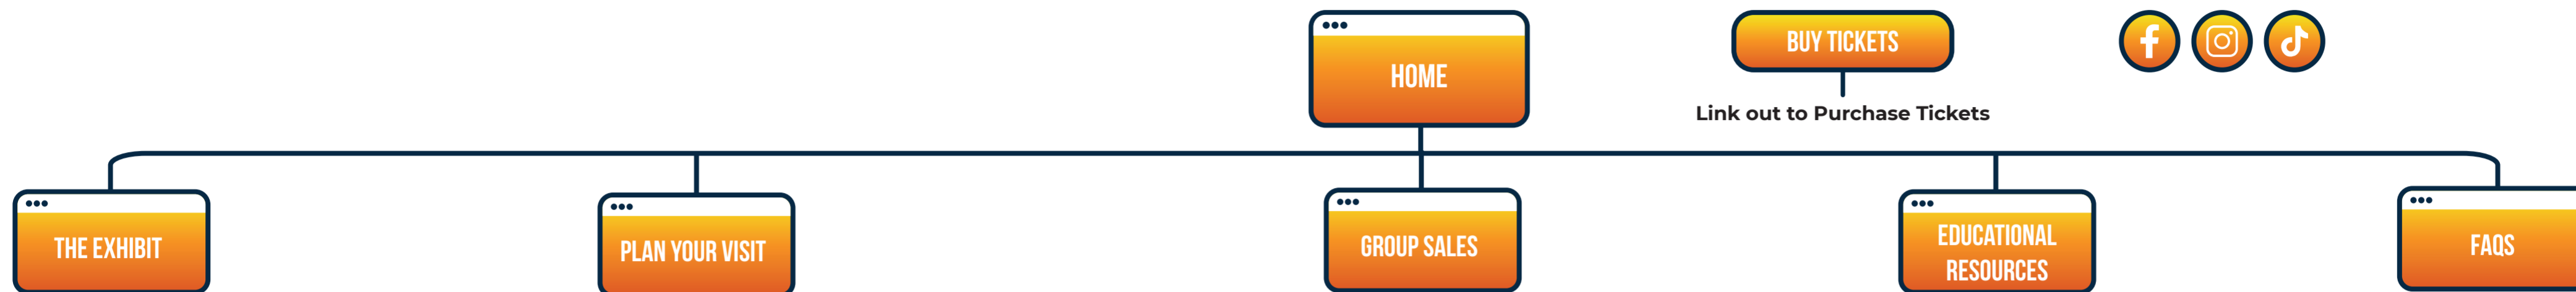 HOME
BUY TICKETS
Link out to Purchase Tickets
THE EXHIBIT
PLAN YOUR VISIT
GROUP SALES
EDUCATIONAL
RESOURCES
FAQS